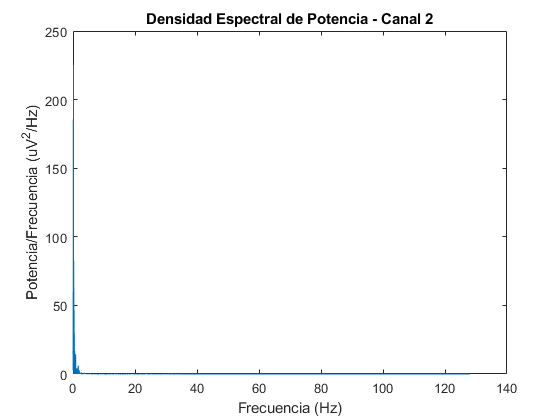 Densidad Espectral de Potencia - Canal 2
250
200
150
100
50
0
Potencia/Frecuencia (uV²/Hz)
0 20 40 60 80 100 120 140
Frecuencia (Hz)